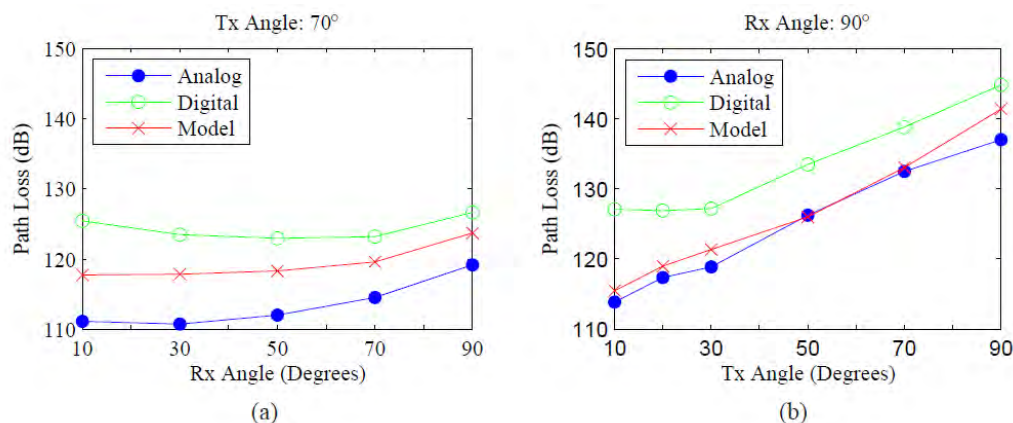 Tx Angle: 70°
150
140
130
120
110
Path Loss (dB)
Analog
Digital
Model
10 30 50 70 90
Rx Angle (Degrees)
(a)
Rx Angle: 90°
150
140
130
120
110
Path Loss (dB)
Analog
Digital
Model
10 30 50 70 90
Tx Angle (Degrees)
(b)